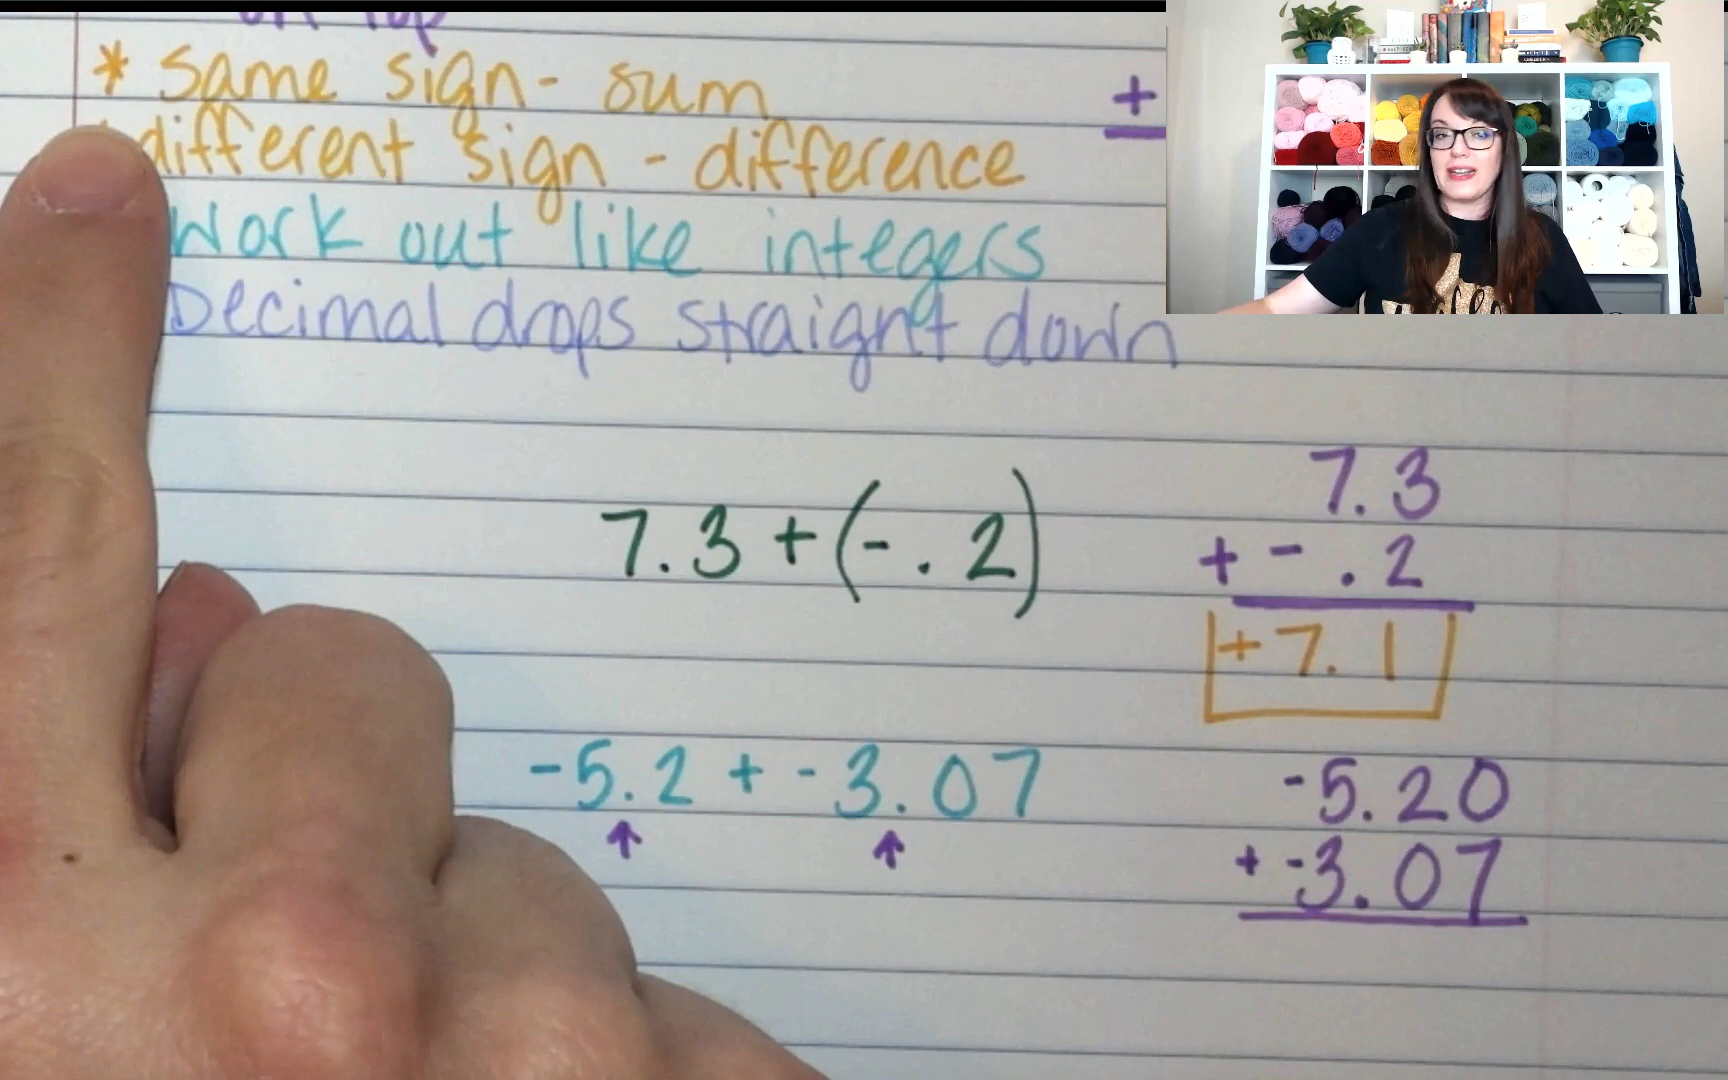 * same sign - sum
different sign - difference
Work out like integers
Decimal drops straight down
+
7.3 + (- .2)
7.3
+ - .2
+7.1
-5.2 + -3.07
-5.20
+ -3.07